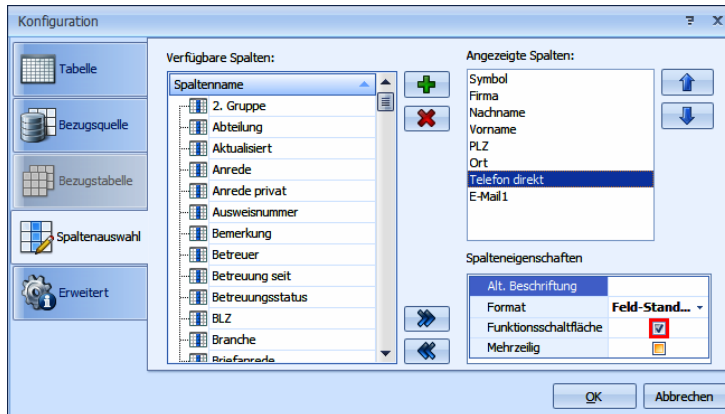 Konfiguration
Tabelle
Bezugsquelle
Bezugstabelle
Spaltenauswahl
Erweitert
Verfügbare Spalten:
Spaltenname
2. Gruppe
Abteilung
Aktualisiert
Anrede
Anrede privat
Ausweisnummer
Bemerkung
Betreuer
Betreuung seit
Betreuungsstatus
BLZ
Branche
Briefanrede
Angezeigte Spalten:
Symbol
Firma
Nachname
Vorname
PLZ
Ort
Telefon direkt
E-Mail1
Spalteneigenschaften
Alt. Beschriftung
Format Feld-Stand...
Funktionsschaltfläche
Mehrzeilig
OK Abbrechen